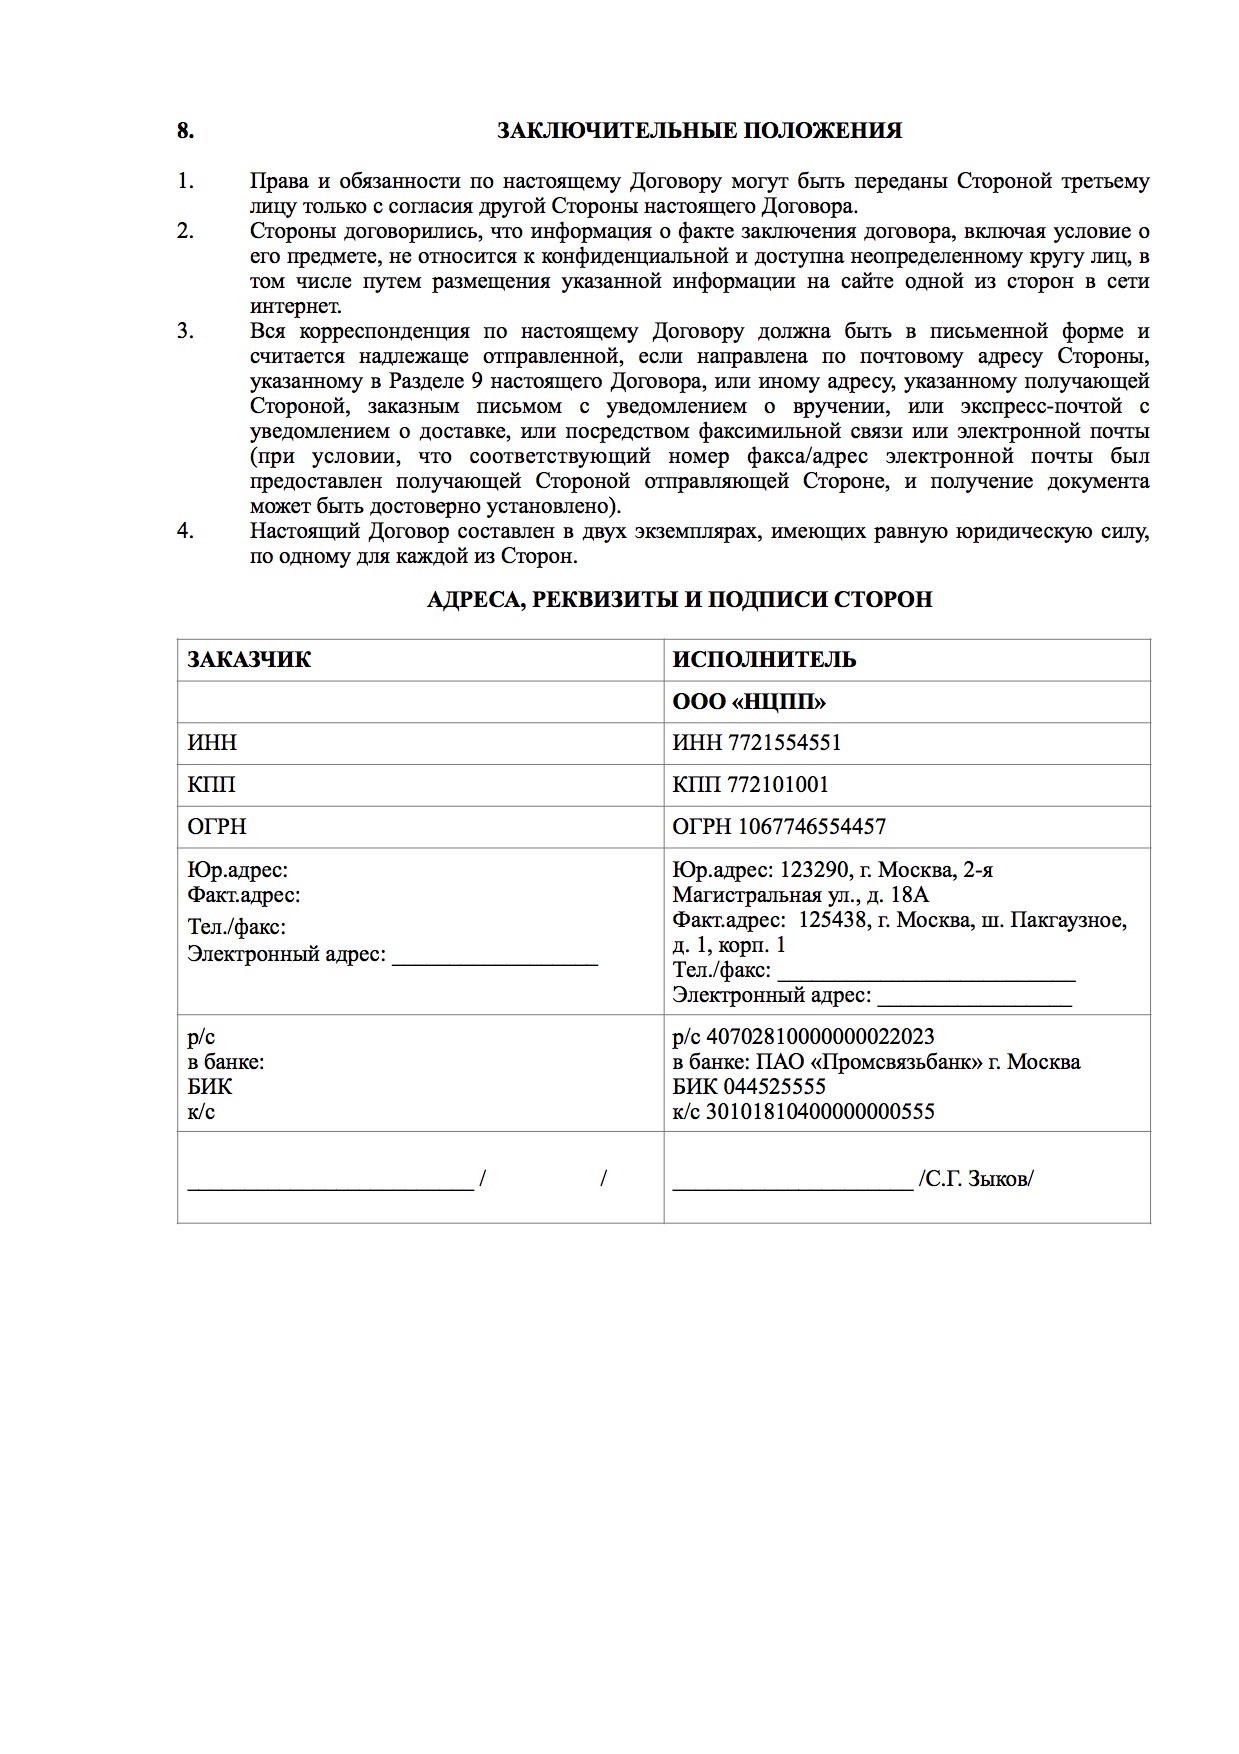 8. ЗАКЛЮЧИТЕЛЬНЫЕ ПОЛОЖЕНИЯ
1. Права и обязанности по настоящему Договору могут быть переданы Стороной третьему
лицу только с согласия другой Стороны настоящего Договора.
2. Стороны договорились, что информация о факте заключения договора, включая условие о
его предмете, не относится к конфиденциальной и доступна неопределенному кругу лиц, в
том числе путем размещения указанной информации на сайте одной из сторон в сети
интернет.
3. Вся корреспонденция по настоящему Договору должна быть в письменной форме и
считается надлежаще отправленной, если направлена по почтовому адресу Стороны,
указанному в Разделе 9 настоящего Договора, или иному адресу, указанному получающей
Стороной, заказным письмом с уведомлением о вручении, или экспресс-почтой с
уведомлением о доставке, или посредством факсимильной связи или электронной почты
(при условии, что соответствующий номер факса/адрес электронной почты был
предоставлен получающей Стороной отправляющей Стороне, и получение документа
может быть достоверно установлено).
4. Настоящий Договор составлен в двух экземплярах, имеющих равную юридическую силу,
по одному для каждой из Сторон.
АДРЕСА, РЕКВИЗИТЫ И ПОДПИСИ СТОРОН
ЗАКАЗЧИК ИСПОЛНИТЕЛЬ
ООО «НЦПП»
ИНН ИНН 7721554551
КПП КПП 772101001
ОГРН ОГРН 1067746554457
Юр.адрес:
Факт.адрес:
Тел./факс:
Электронный адрес: __________________
Юр.адрес: 123290, г. Москва, 2-я
Магистральная ул., д. 18А
Факт.адрес: 125438, г. Москва, ш. Пакгаузное,
д. 1, корп. 1
Тел./факс: __________________________
Электронный адрес: _________________
р/с
в банке:
БИК
к/с
р/с 40702810000000022023
в банке: ПАО «Промсвязьбанк» г. Москва
БИК 044525555
к/с 30101810400000000555
_________________________ / /
_____________________ /С.Г. Зыков/